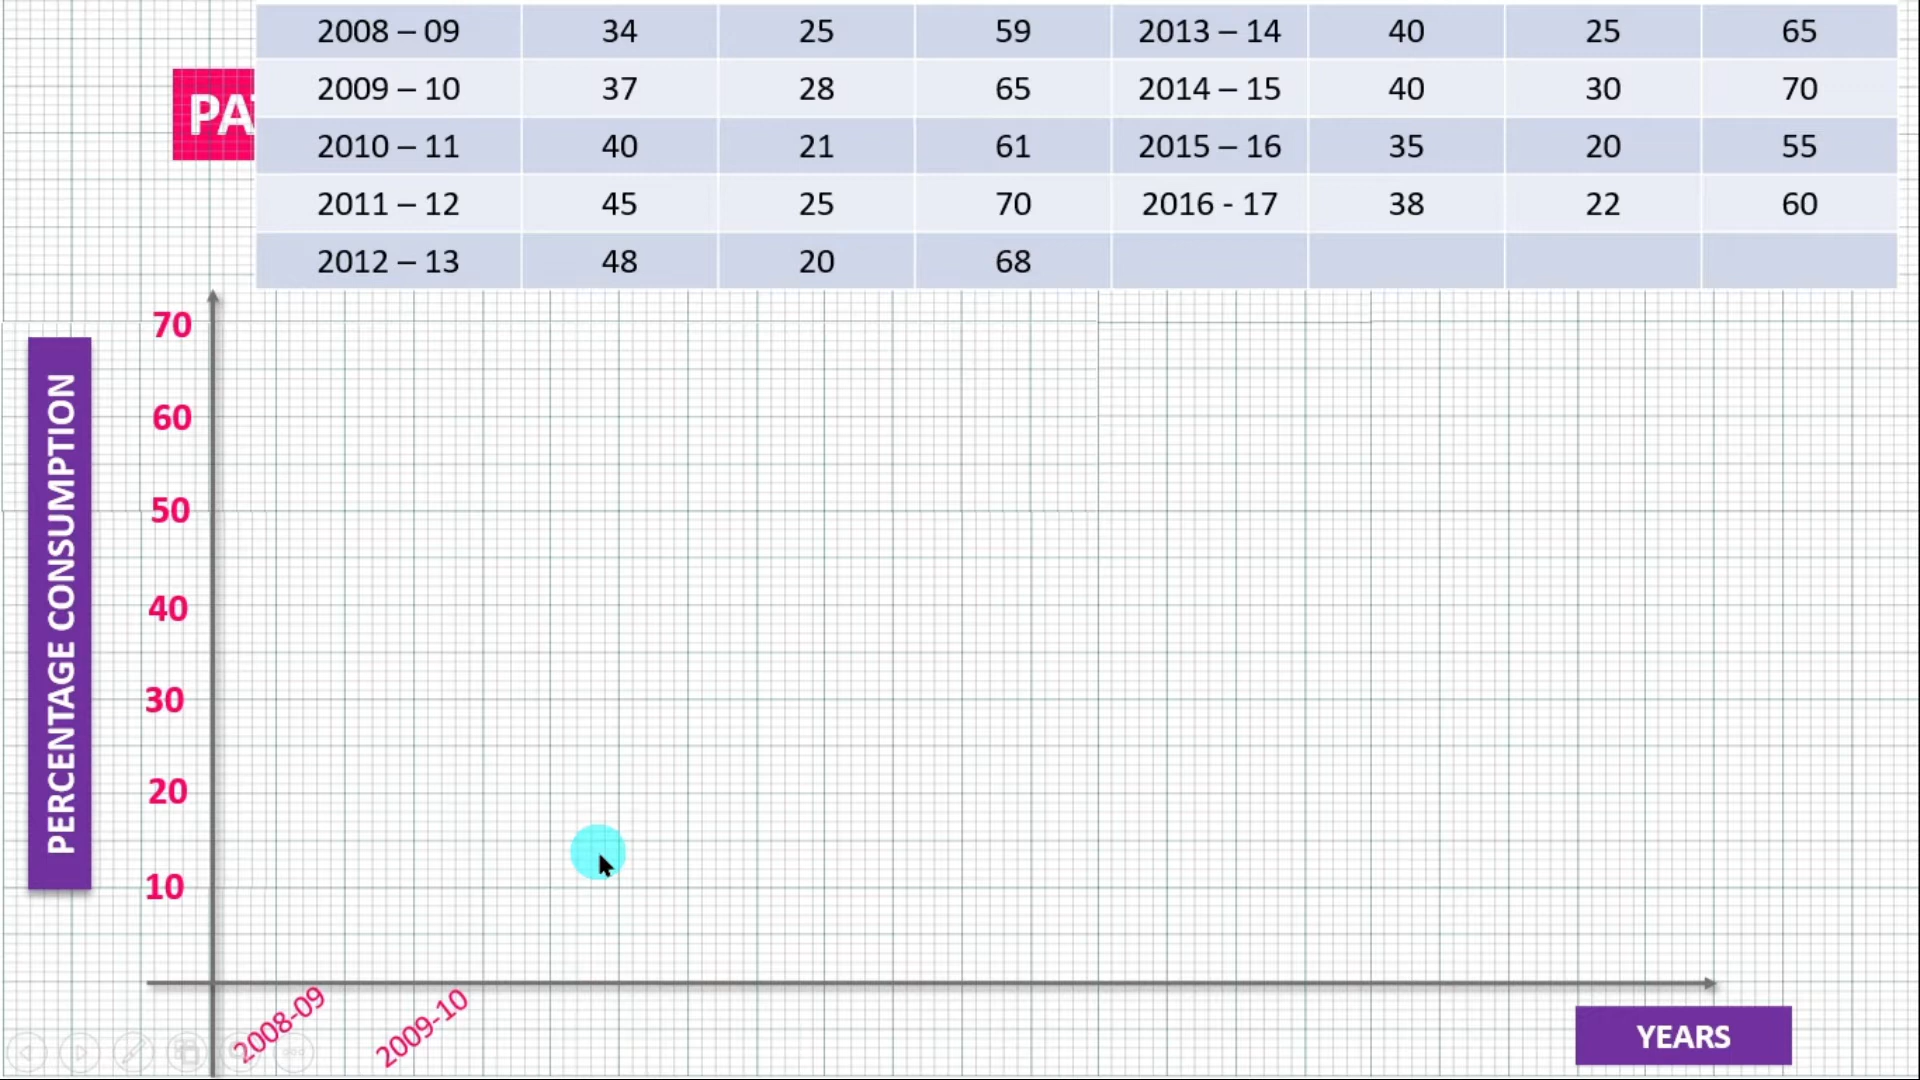 2008 – 09 34 25 59 2013 – 14 40 25 65
2009 – 10 37 28 65 2014 – 15 40 30 70
PA
2010 – 11 40 21 61 2015 – 16 35 20 55
2011 – 12 45 25 70 2016 - 17 38 22 60
2012 – 13 48 20 68
70
60
50
40
30
20
10
PERCENTAGE CONSUMPTION
2008-09
2009-10
YEARS